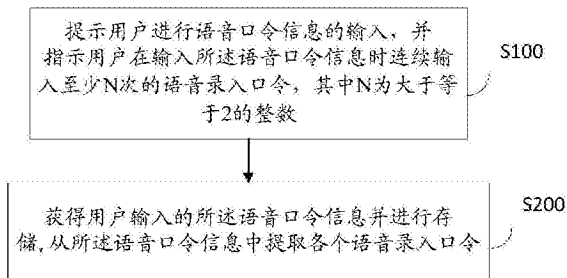 提示用户进行语音口令信息的输入，并
指示用户在输入所述语音口令信息时连续输
入至少N次的语音录入口令，其中N为大于等
于2的整数
S100
获得用户输入的所述语音口令信息并进行存
储,从所述语音口令信息中提取各个语音录入口令
S200